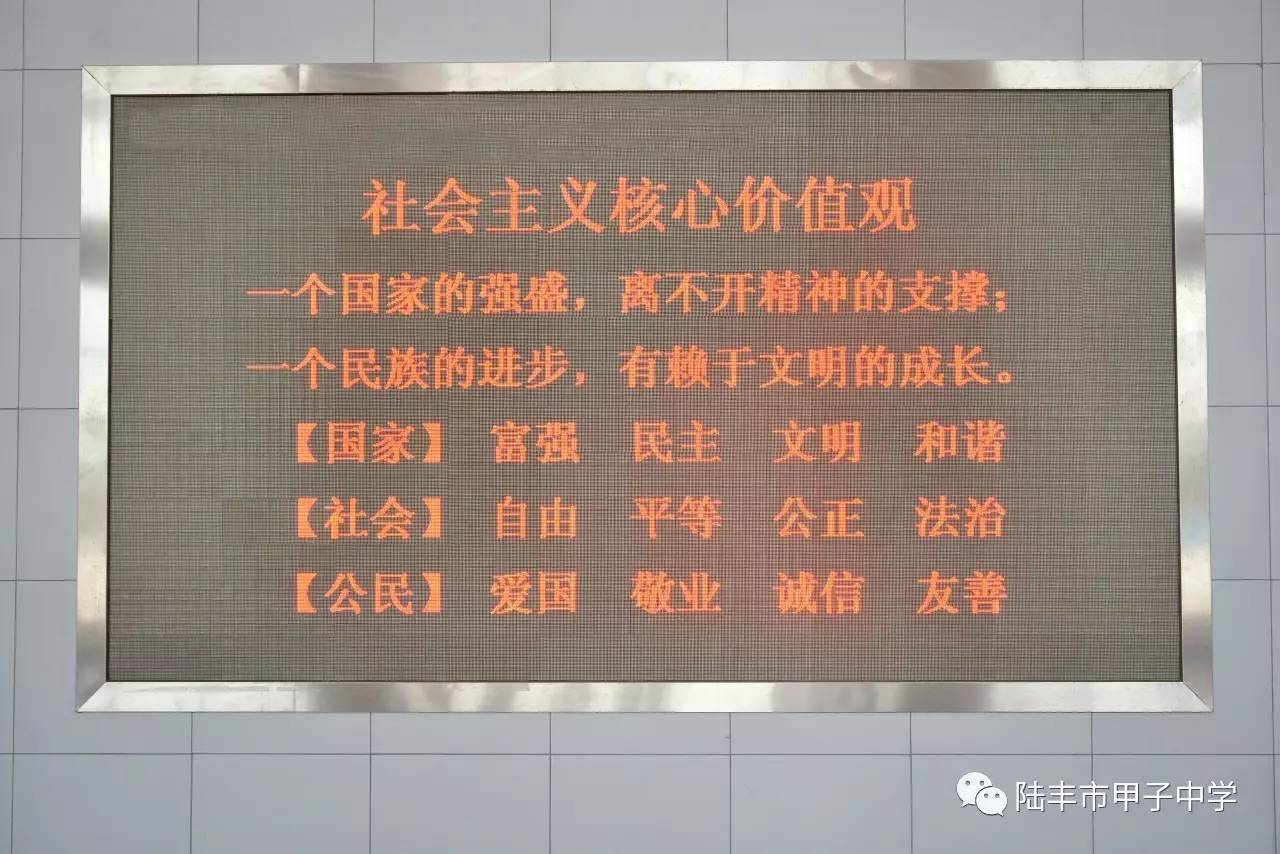 社会主义核心价值观
一个国家的强盛，离不开精神的支撑；
一个民族的进步，有赖于文明的成长。
【国家】 富强 民主 文明 和谐
【社会】 自由 平等 公正 法治
【公民】 爱国 敬业 诚信 友善
陆丰市甲子中学